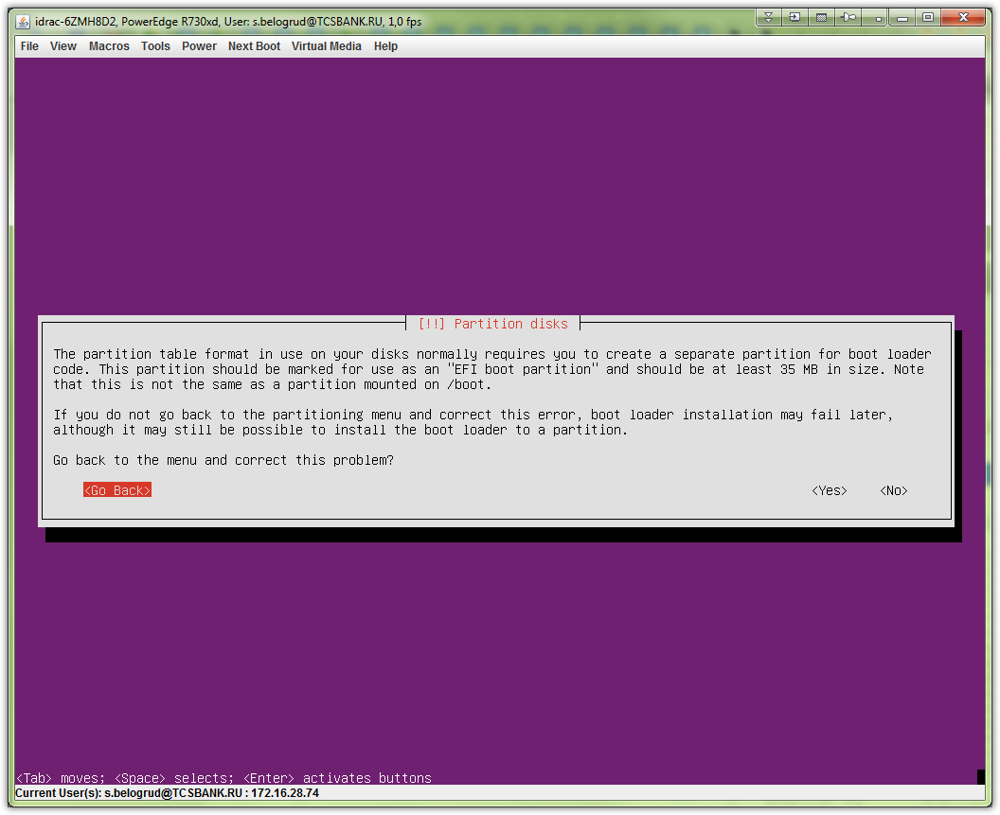 idrac-6ZMH8D2, PowerEdge R730xd, User: s.belogrud@TCSBANK.RU, 1,0 fps
File View Macros Tools Power Next Boot Virtual Media Help
[!!] Partition disks
The partition table format in use on your disks normally requires you to create a separate partition for boot loader
code. This partition should be marked for use as an "EFI boot partition" and should be at least 35 MB in size. Note
that this is not the same as a partition mounted on /boot.
If you do not go back to the partitioning menu and correct this error, boot loader installation may fail later,
although it may still be possible to install the boot loader to a partition.
Go back to the menu and correct this problem?
<Go Back> <Yes> <No>
<Tab> moves; <Space> selects; <Enter> activates buttons
Current User(s): s.belogrud@TCSBANK.RU : 172.16.28.74